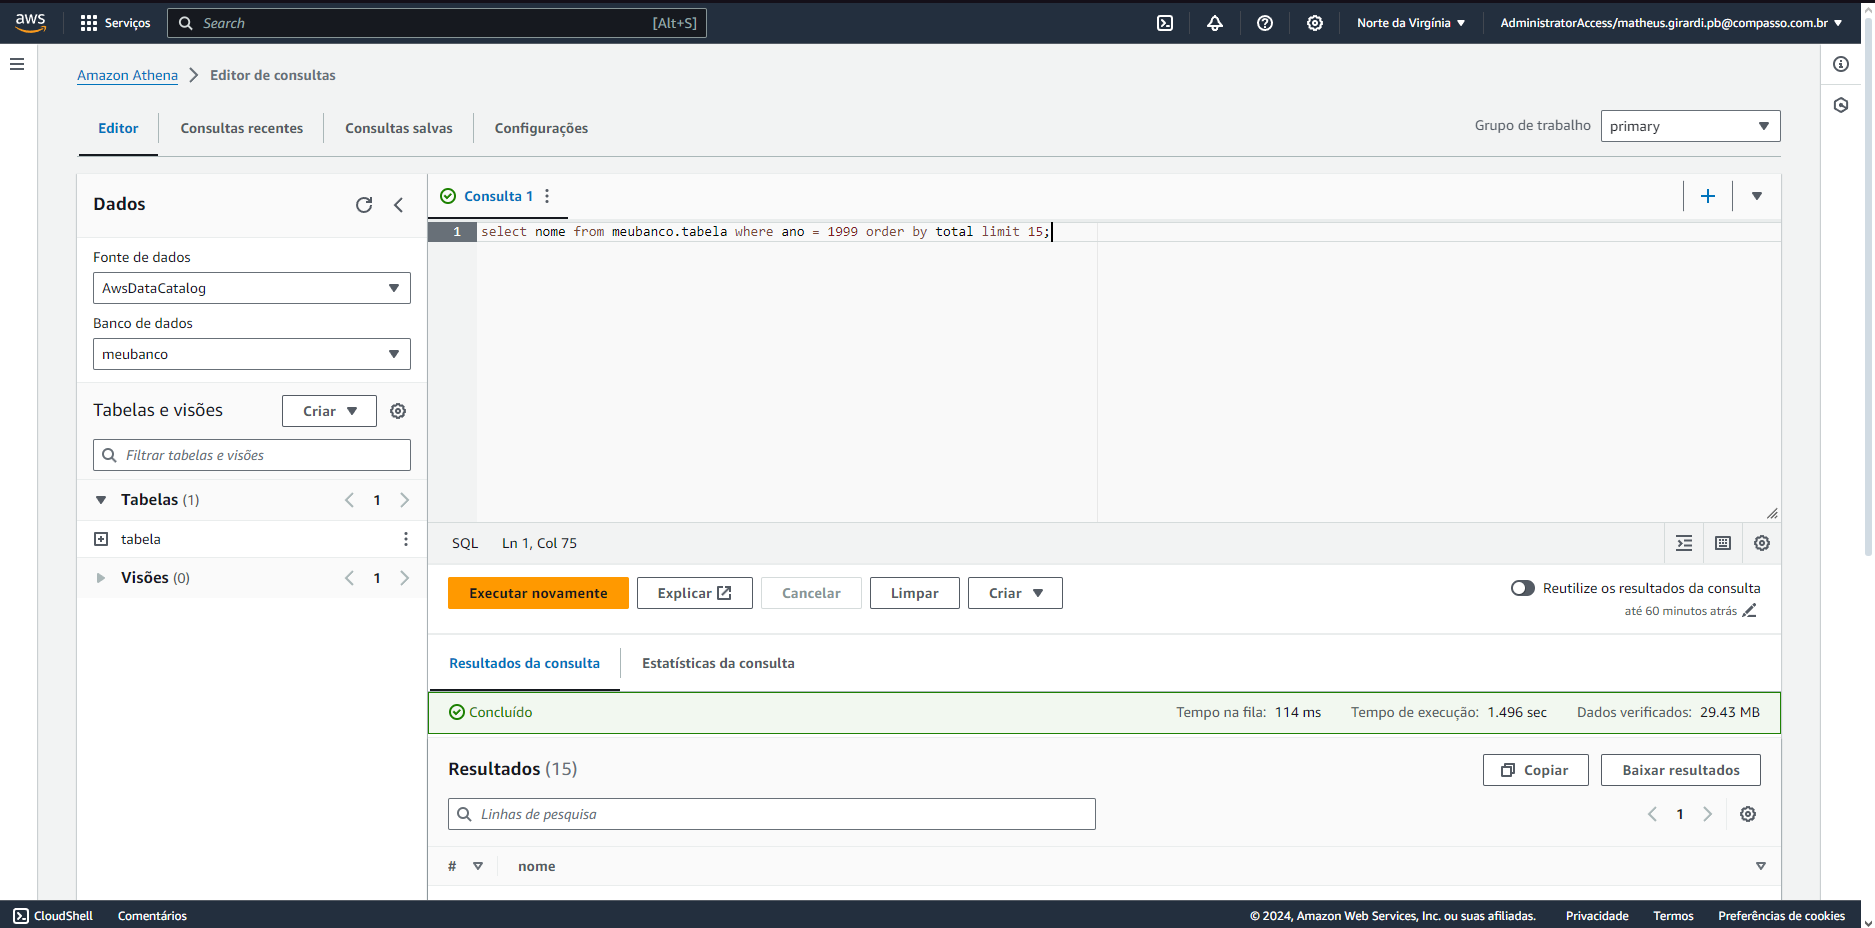 aws Serviços Search [Alt+S] Norte da Virgínia AdministratorAccess/matheus.girardi.pb@compasso.com.br
Amazon Athena Editor de consultas
Editor Consultas recentes Consultas salvas Configurações Grupo de trabalho primary
Dados
Fonte de dados
AwsDataCatalog
Banco de dados
meubanco
Tabelas e visões Criar
Filtrar tabelas e visões
Tabelas (1) 1
tabela
Visões (0) 1
Consulta 1
1 select nome from meubanco.tabela where ano = 1999 order by total limit 15;
SQL Ln 1, Col 75
Executar novamente Explicar Cancelar Limpar Criar Reutilize os resultados da consulta
até 60 minutos atrás
Resultados da consulta Estatísticas da consulta
Concluído Tempo na fila: 114 ms Tempo de execução: 1.496 sec Dados verificados: 29.43 MB
Resultados (15) Copiar Baixar resultados
Linhas de pesquisa 1
# nome
CloudShell Comentários © 2024, Amazon Web Services, Inc. ou suas afiliadas. Privacidade Termos Preferências de cookies